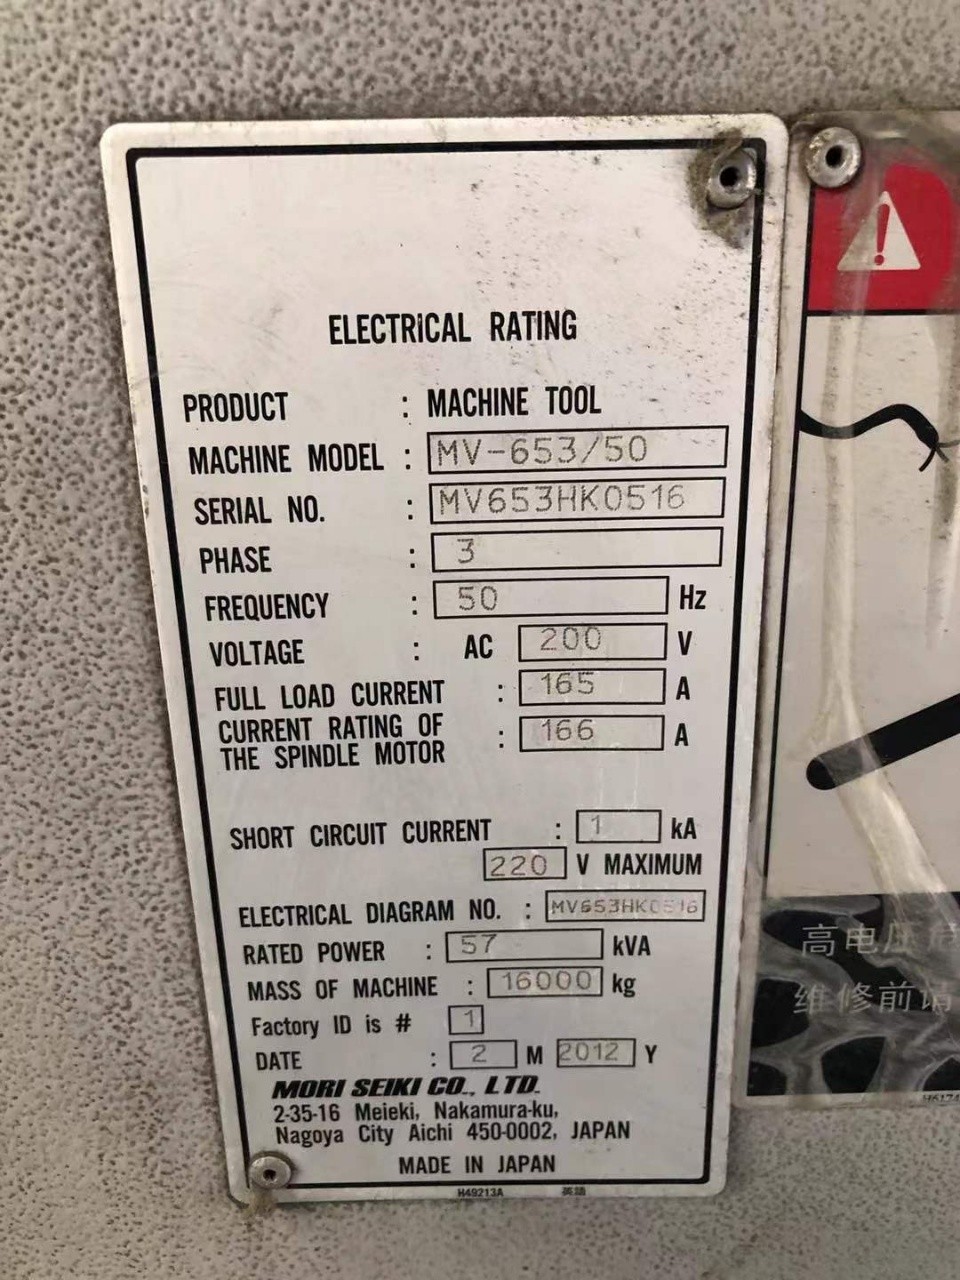 ELECTRICAL RATING
PRODUCT : MACHINE TOOL
MACHINE MODEL : MV-653/50
SERIAL NO. : MV653HK0516
PHASE : 3
FREQUENCY : 50 Hz
VOLTAGE : AC 200 V
FULL LOAD CURRENT : 165 A
CURRENT RATING OF
THE SPINDLE MOTOR : 166 A
SHORT CIRCUIT CURRENT : 1 kA
220 V MAXIMUM
ELECTRICAL DIAGRAM NO. : MV653HK0516
RATED POWER : 57 kVA
MASS OF MACHINE : 16000 kg
Factory ID is # 1
DATE : 2 M 2012 Y
MORI SEIKI CO., LTD.
2-35-16 Meieki, Nakamura-ku,
Nagoya City Aichi 450-0002, JAPAN
MADE IN JAPAN
H49213A 英語
高电压
维修前请